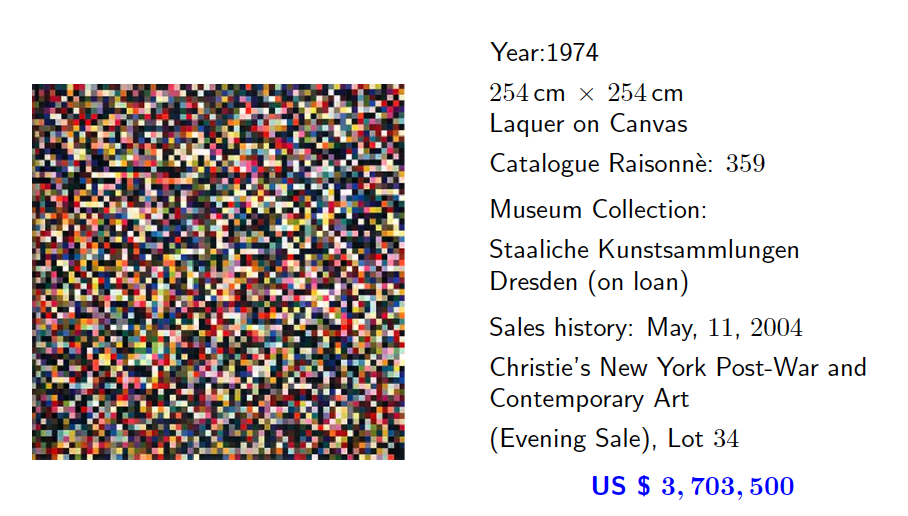 Year:1974
254 cm × 254 cm
Laquer on Canvas
Catalogue Raisonnè: 359
Museum Collection:
Staaliche Kunstsammlungen
Dresden (on loan)
Sales history: May, 11, 2004
Christie's New York Post-War and
Contemporary Art
(Evening Sale), Lot 34
US $ 3, 703, 500